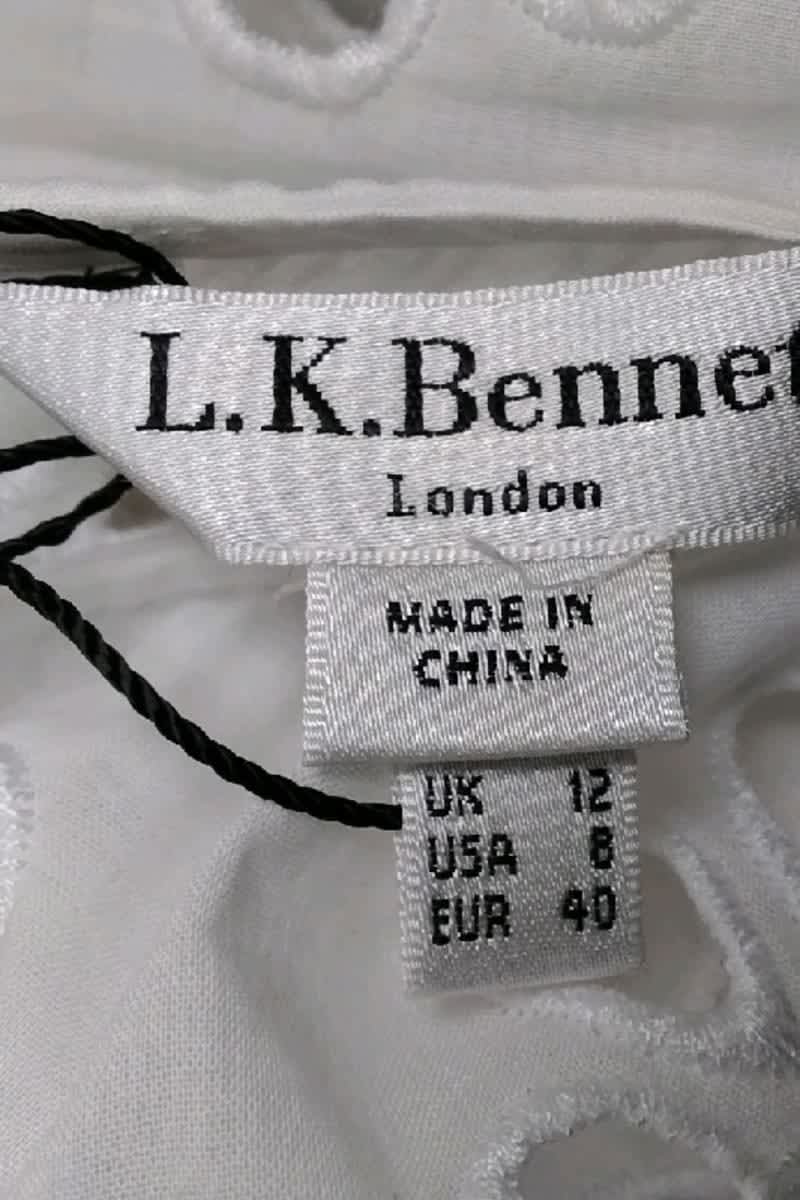 L.K.Bennet
London
MADE IN
CHINA
UK 12
USA 8
EUR 40